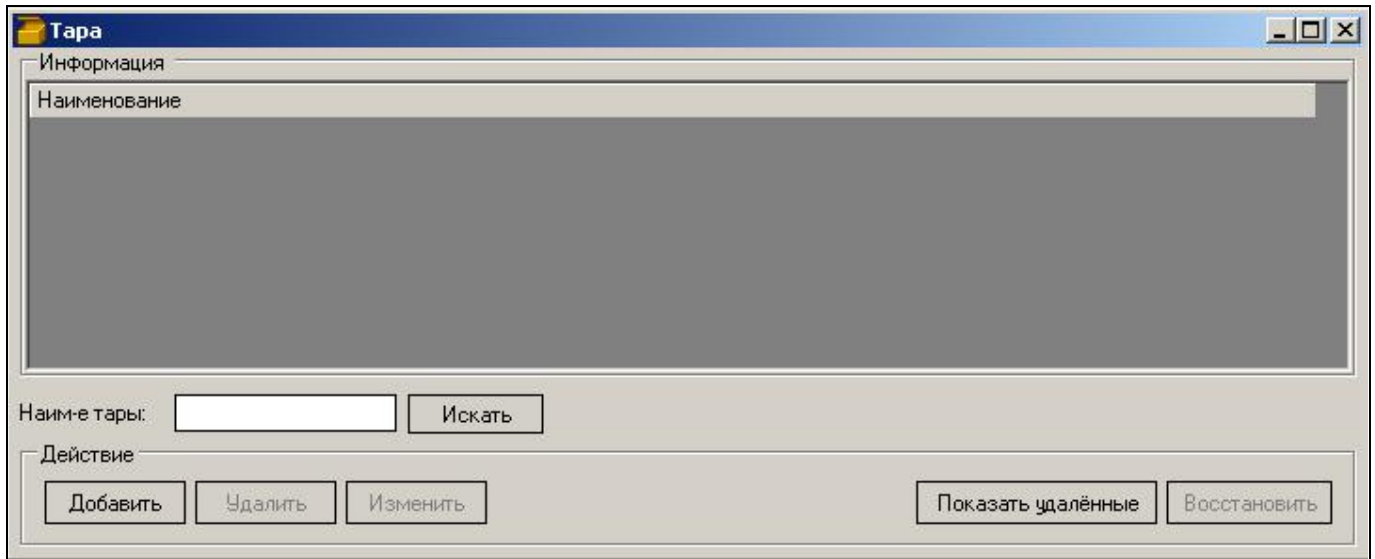 Тара
Информация
Наименование
Наим-е тары:
Искать
Действие
Добавить
Удалить
Изменить
Показать удалённые
Восстановить